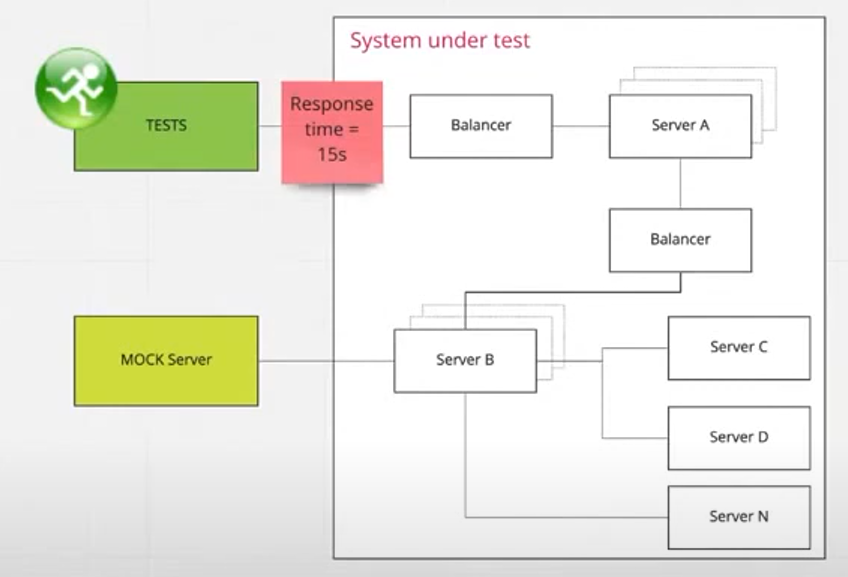 System under test
TESTS
Response
time =
15s
Balancer
Server A
Balancer
MOCK Server
Server B
Server C
Server D
Server N